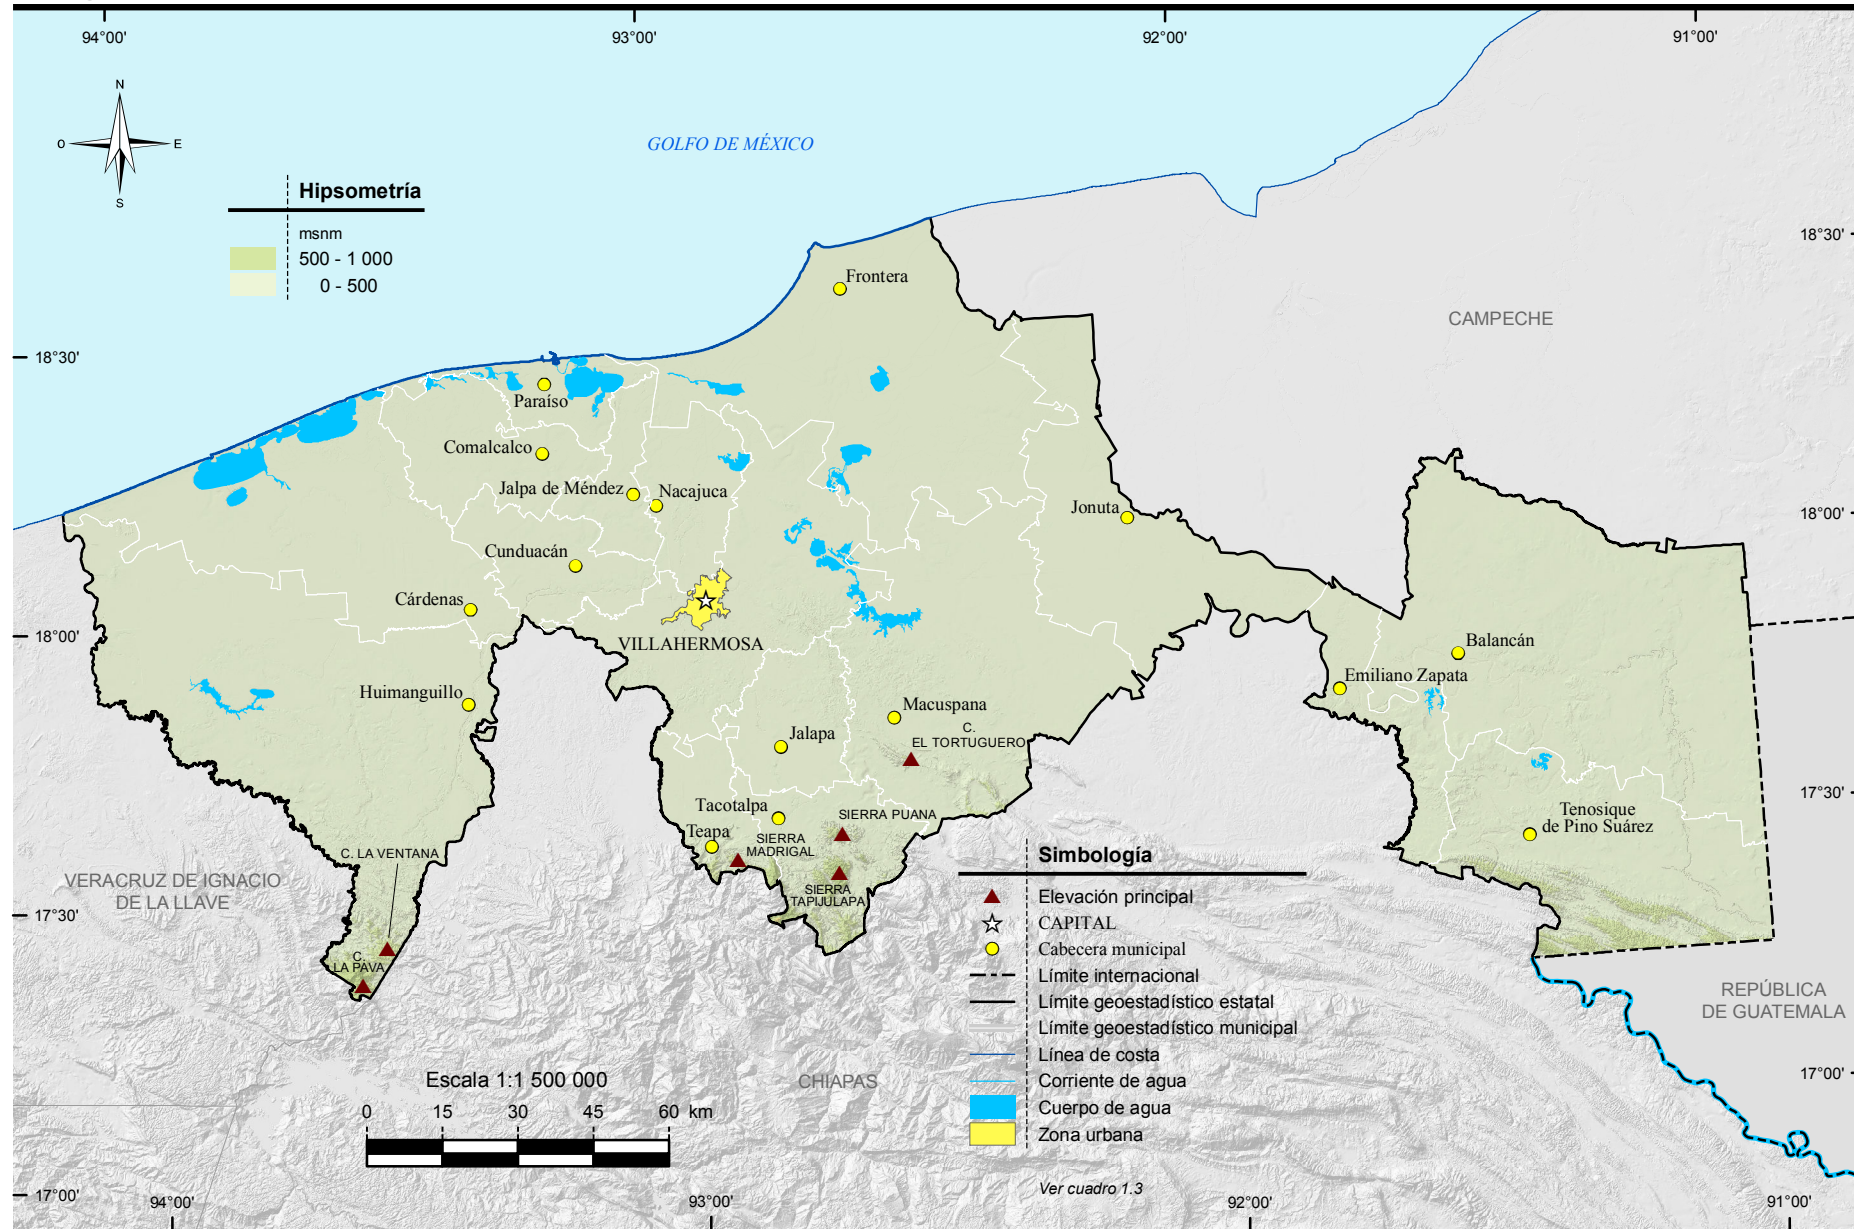 94°00'
93°00'
92°00'
91°00'
N
O
E
S
GOLFO DE MÉXICO
Hipsometría
msnm
500 - 1 000
0 - 500
18°30'
Frontera
CAMPECHE
18°30'
Paraíso
Comalcalco
Jalpa de Méndez
Nacajuca
Jonuta
18°00'
Cunduacán
Cárdenas
18°00'
VILLAHERMOSA
Balancán
Emiliano Zapata
Huimanguillo
Macuspana
C.
EL TORTUGUERO
Jalapa
17°30'
Tacotalpa
SIERRA PUANA
Tenosique
de Pino Suárez
Teapa
SIERRA
MADRIGAL
C. LA VENTANA
SIERRA
TAPIJULAPA
VERACRUZ DE IGNACIO
DE LA LLAVE
17°30'
C.
LA PAVA
Simbología
Elevación principal
CAPITAL
Cabecera municipal
Límite internacional
Límite geoestadístico estatal
Límite geoestadístico municipal
Línea de costa
Corriente de agua
Cuerpo de agua
Zona urbana
Ver cuadro 1.3
REPÚBLICA
DE GUATEMALA
17°00'
CHIAPAS
Escala 1:1 500 000
0 15 30 45 60 km
17°00'
94°00'
93°00'
92°00'
91°00'